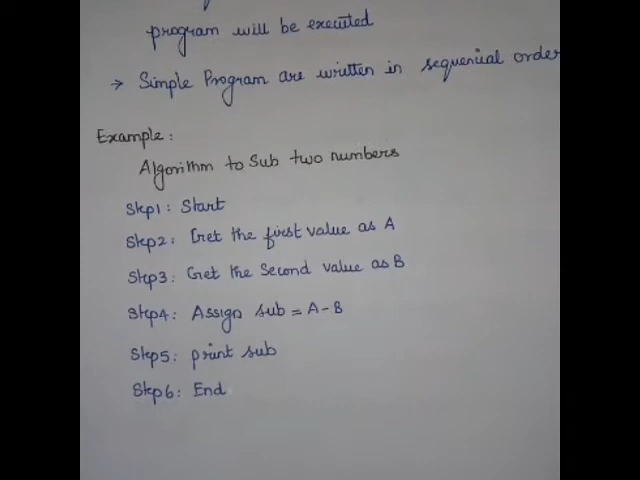 program will be executed
→ Simple Program are written in sequencial order
Example:
Algorithm to Sub two numbers
Step1: Start
Step2: Get the first value as A
Step3: Get the Second value as B
Step4: Assign sub = A - B
Step5: print sub
Step6: End